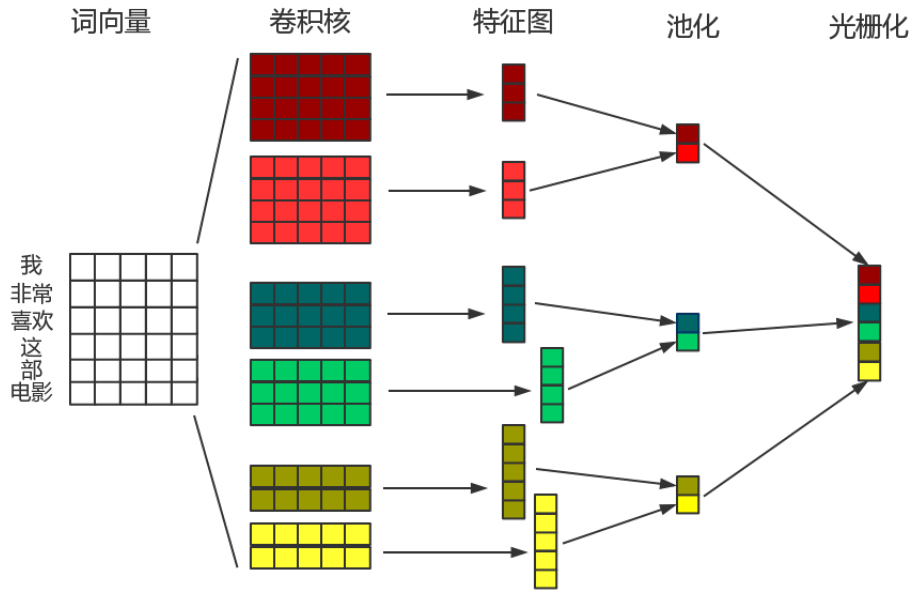 词向量
卷积核
特征图
池化
光栅化
我
非常
喜欢
这
部
电影